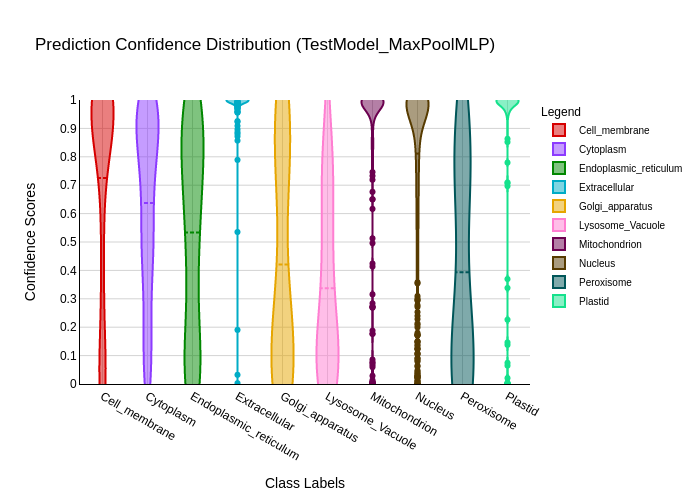 Prediction Confidence Distribution (TestModel_MaxPoolMLP)
Confidence Scores
1
0.9
0.8
0.7
0.6
0.5
0.4
0.3
0.2
0.1
0
Cell_membrane
Cytoplasm
Endoplasmic_reticulum
Extracellular
Golgi_apparatus
Lysosome_Vacuole
Mitochondrion
Nucleus
Peroxisome
Plastid
Class Labels
Legend
Cell_membrane
Cytoplasm
Endoplasmic_reticulum
Extracellular
Golgi_apparatus
Lysosome_Vacuole
Mitochondrion
Nucleus
Peroxisome
Plastid